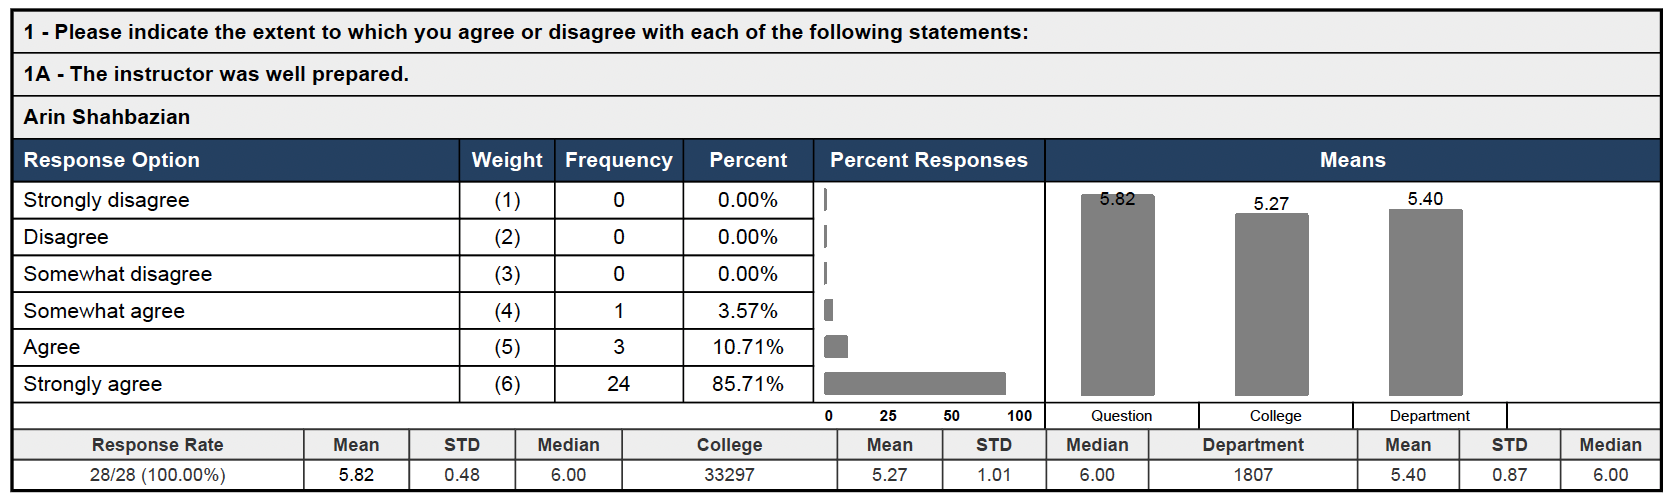 1 - Please indicate the extent to which you agree or disagree with each of the following statements:
1A - The instructor was well prepared.
Arin Shahbazian
Response Option Weight Frequency Percent Percent Responses Means
Strongly disagree (1) 0 0.00%
Disagree (2) 0 0.00%
Somewhat disagree (3) 0 0.00%
Somewhat agree (4) 1 3.57%
Agree (5) 3 10.71%
Strongly agree (6) 24 85.71%
0 25 50 100
5.82 5.27 5.40
Question College Department
Response Rate Mean STD Median College Mean STD Median Department Mean STD Median
28/28 (100.00%) 5.82 0.48 6.00 33297 5.27 1.01 6.00 1807 5.40 0.87 6.00